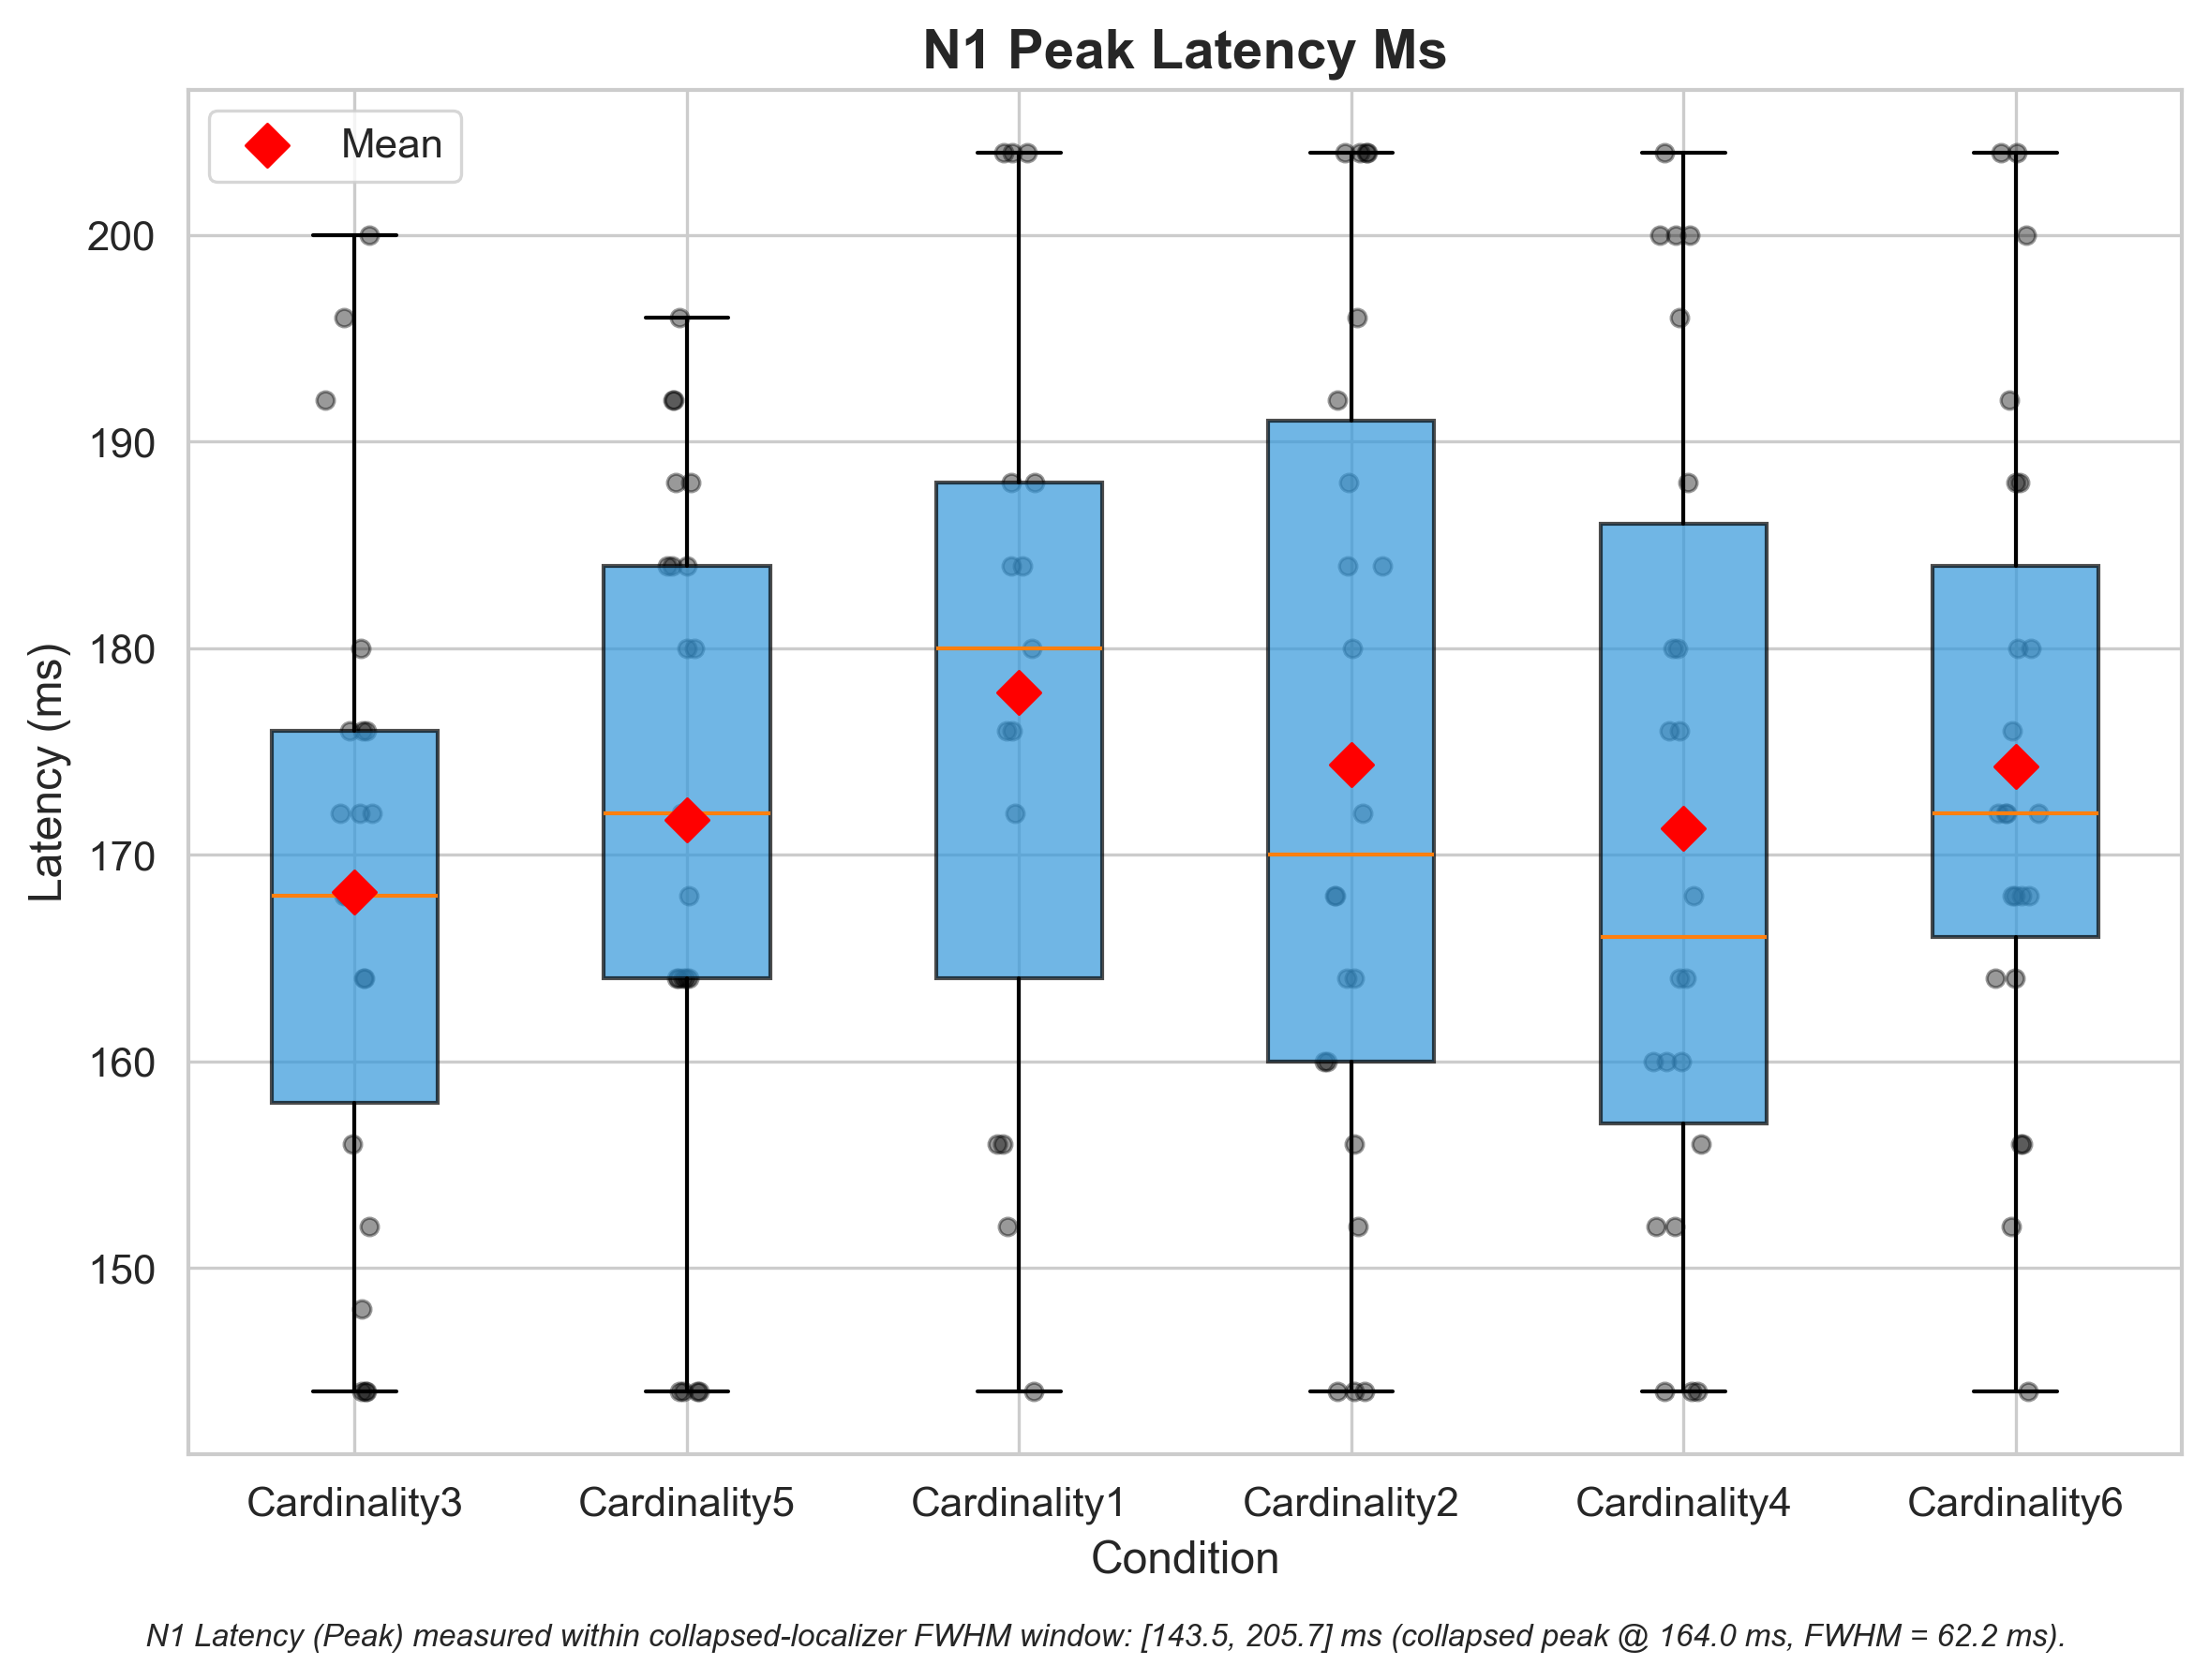 N1 Peak Latency Ms
Mean
200
190
180
170
160
150
Latency (ms)
Cardinality3 Cardinality5 Cardinality1 Cardinality2 Cardinality4 Cardinality6
Condition
N1 Latency (Peak) measured within collapsed-localizer FWHM window: [143.5, 205.7] ms (collapsed peak @ 164.0 ms, FWHM = 62.2 ms).